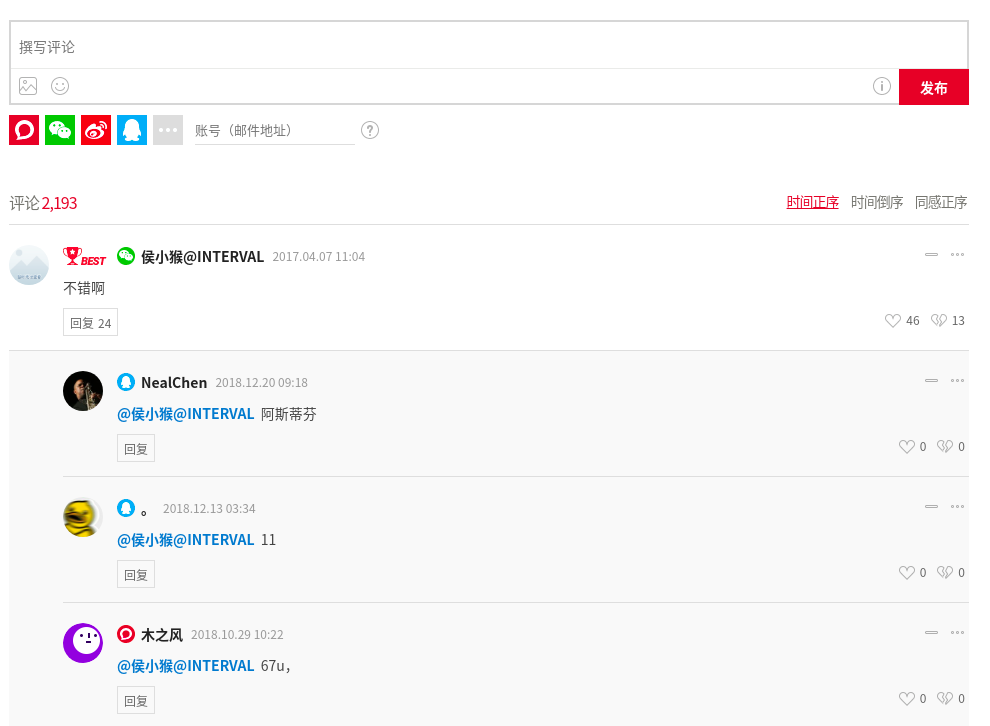 撰写评论
发布
账号（邮件地址）
评论 2,193
时间正序 时间倒序 同感正序
BEST 侯小猴@INTERVAL 2017.04.07 11:04
不错啊
回复 24
46 13
NealChen 2018.12.20 09:18
@侯小猴@INTERVAL 阿斯蒂芬
回复
0 0
。 2018.12.13 03:34
@侯小猴@INTERVAL 11
回复
0 0
木之风 2018.10.29 10:22
@侯小猴@INTERVAL 67u，
回复
0 0